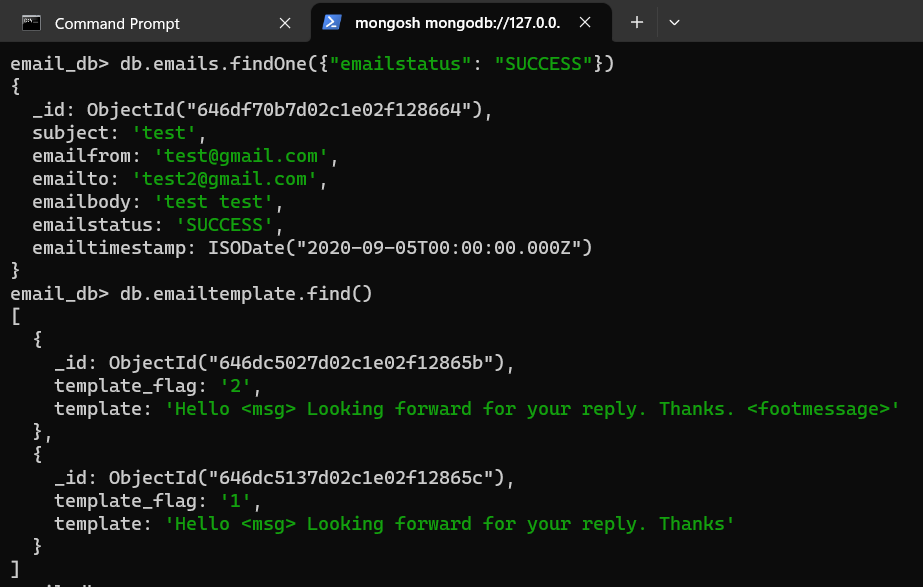 Command Prompt
mongosh mongodb://127.0.0.
email_db> db.emails.findOne({"emailstatus": "SUCCESS"})
{
  _id: ObjectId("646df70b7d02c1e02f128664"),
  subject: 'test',
  emailfrom: 'test@gmail.com',
  emailto: 'test2@gmail.com',
  emailbody: 'test test',
  emailstatus: 'SUCCESS',
  emailtimestamp: ISODate("2020-09-05T00:00:00.000Z")
}
email_db> db.emailtemplate.find()
[
  {
    _id: ObjectId("646dc5027d02c1e02f12865b"),
    template_flag: '2',
    template: 'Hello <msg> Looking forward for your reply. Thanks. <footmessage>'
  },
  {
    _id: ObjectId("646dc5137d02c1e02f12865c"),
    template_flag: '1',
    template: 'Hello <msg> Looking forward for your reply. Thanks'
  }
]